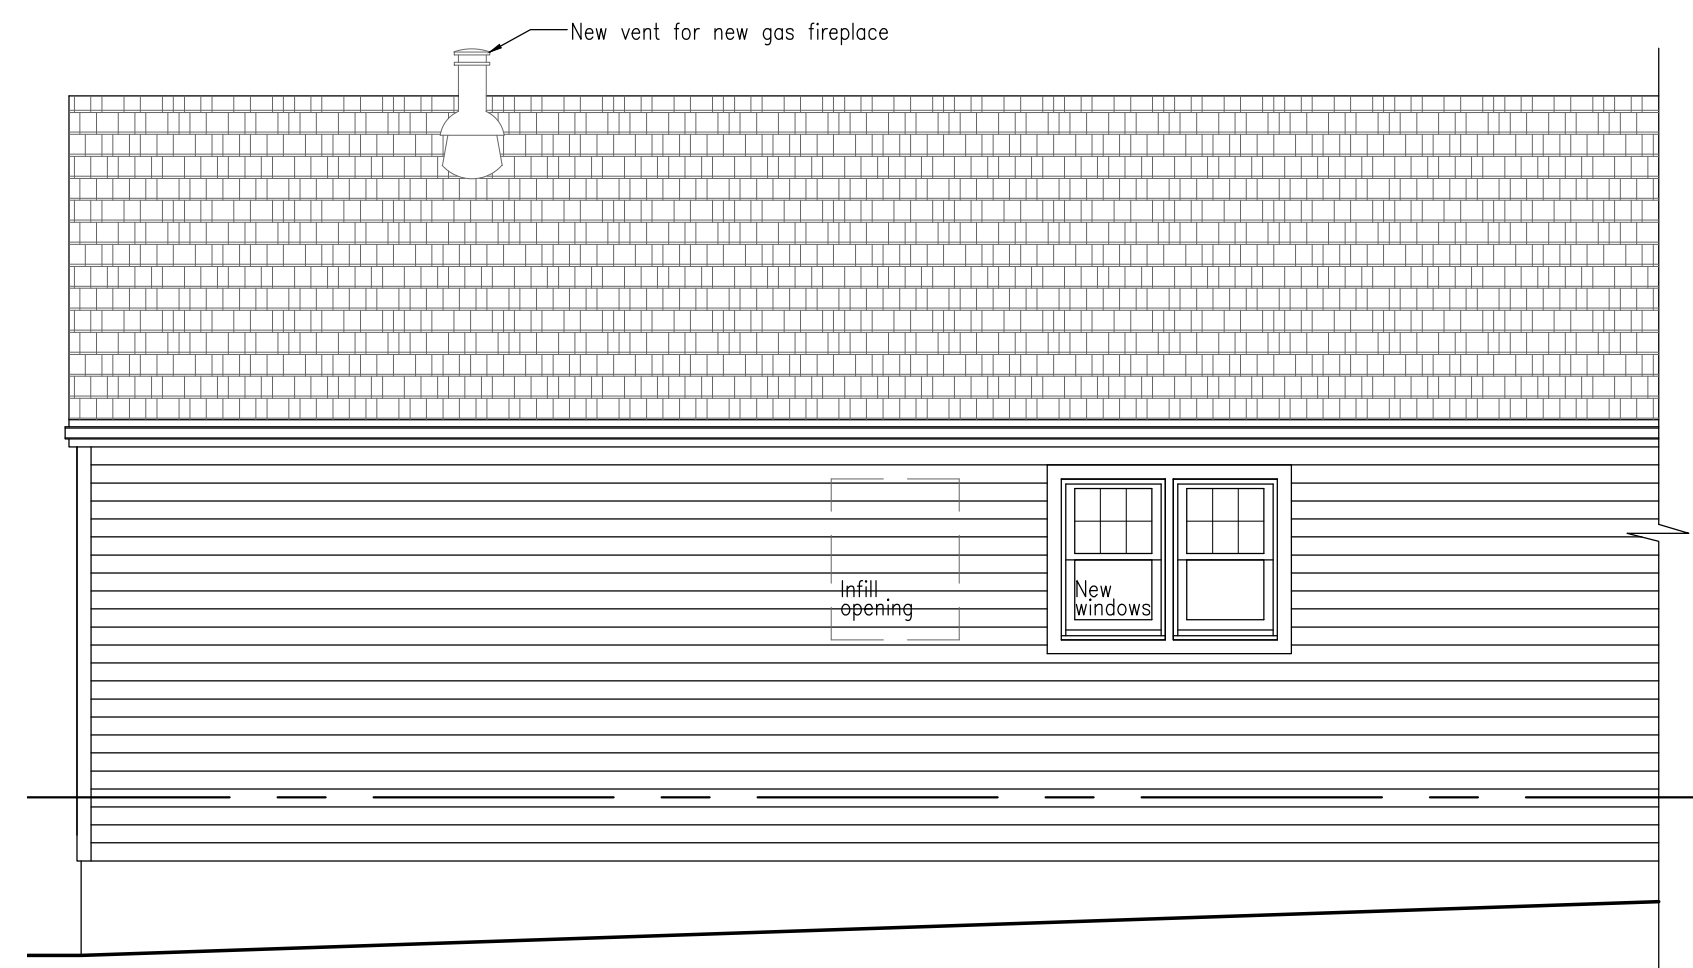 New vent for new gas fireplace
Infill
opening
New
windows